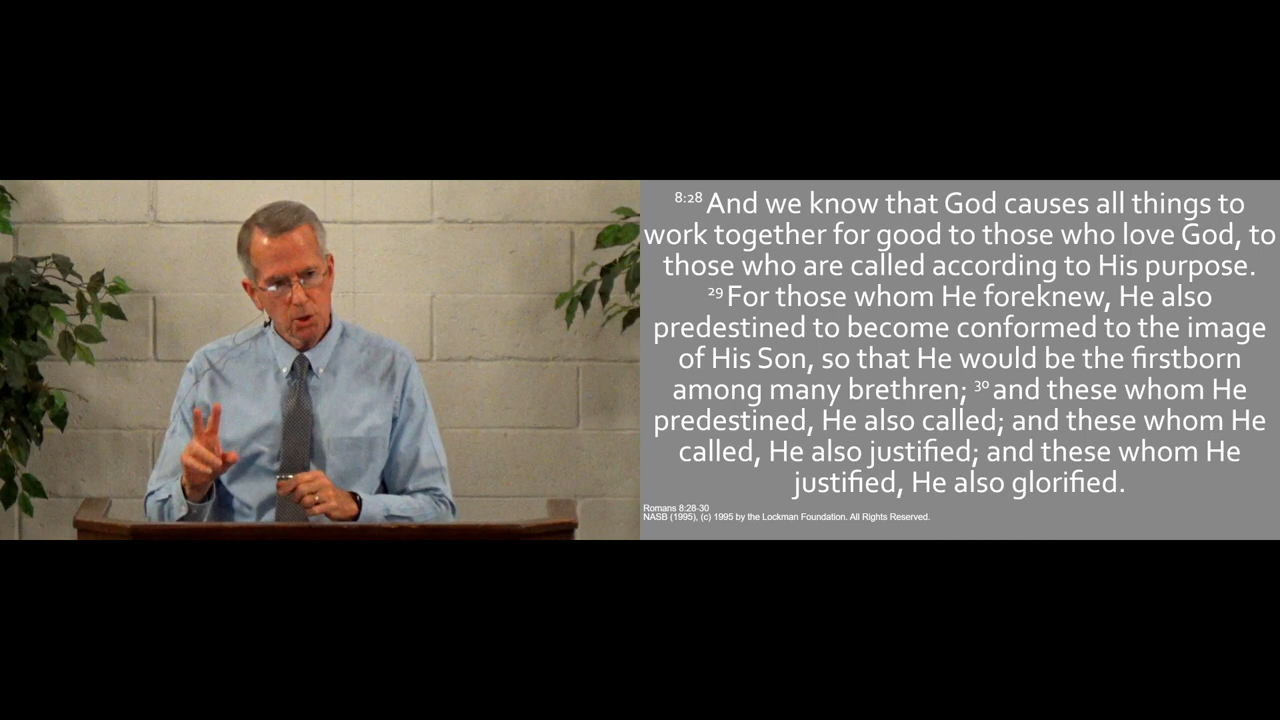 8:28 And we know that God causes all things to
work together for good to those who love God, to
those who are called according to His purpose.
29 For those whom He foreknew, He also
predestined to become conformed to the image
of His Son, so that He would be the firstborn
among many brethren; 30 and these whom He
predestined, He also called; and these whom He
called, He also justified; and these whom He
justified, He also glorified.
Romans 8:28-30
NASB (1995), (c) 1995 by the Lockman Foundation. All Rights Reserved.